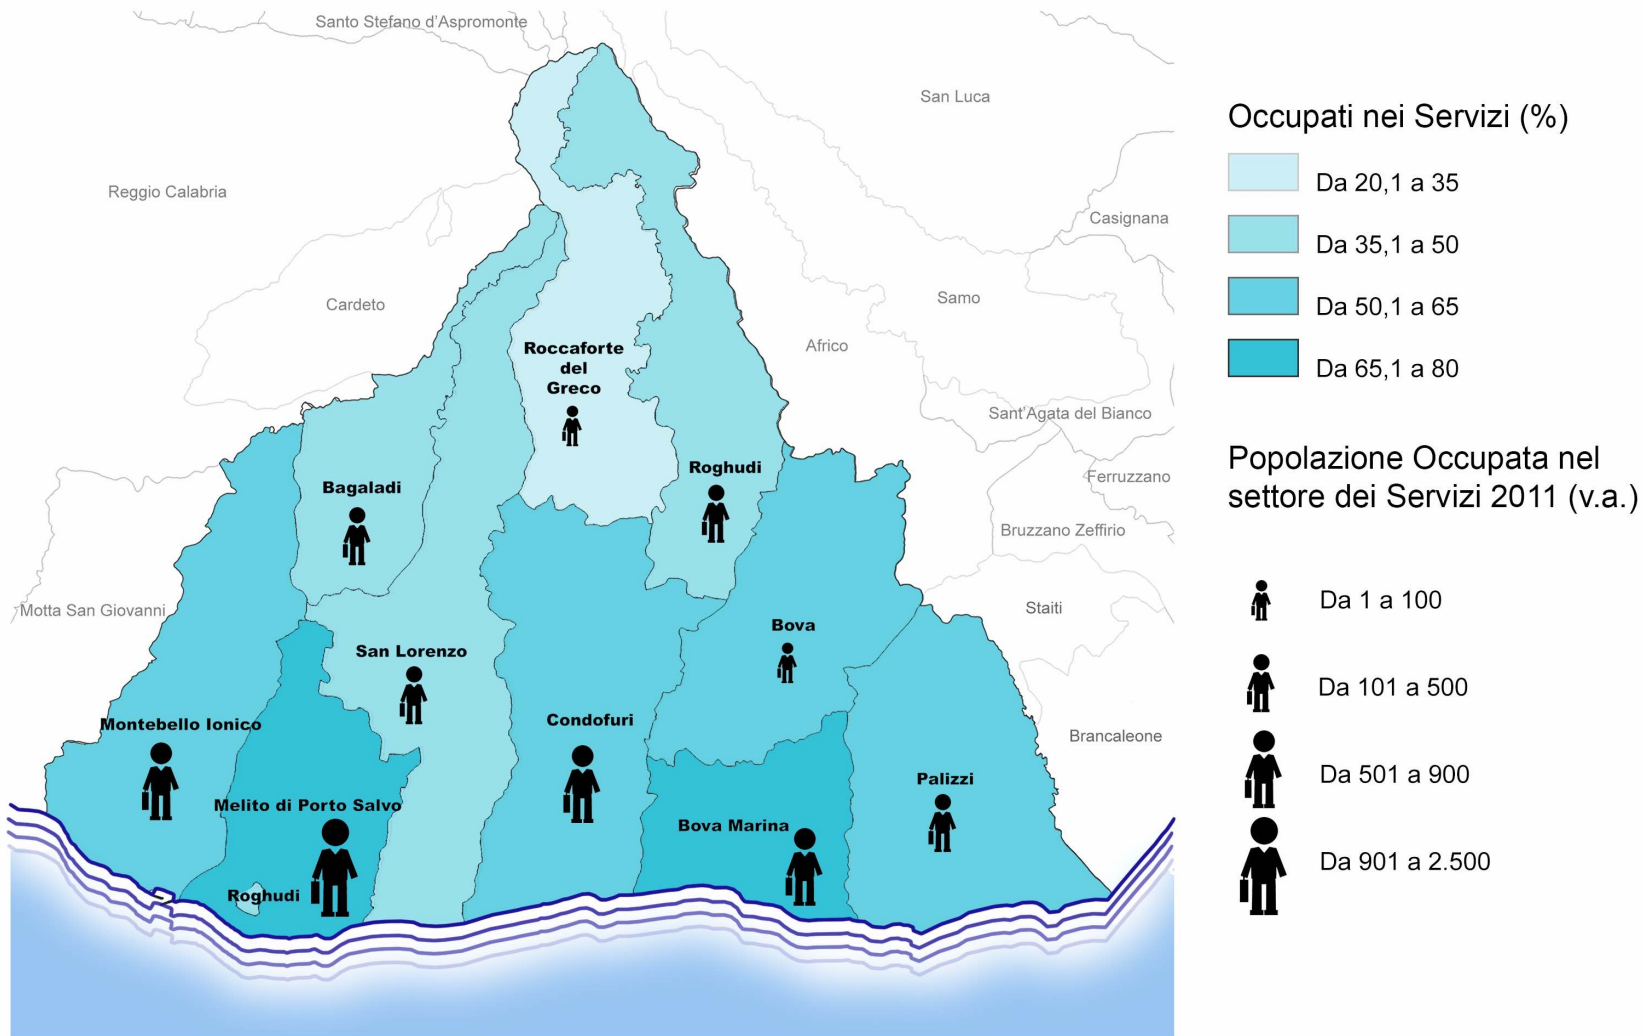 Santo Stefano d'Aspromonte
San Luca
Reggio Calabria
Casignana
Cardeto
Samo
Africo
Roccaforte
del
Greco
Sant'Agata del Bianco
Roghudi
Ferruzzano
Bagaladi
Bruzzano Zeffirio
Motta San Giovanni
Staiti
Bova
San Lorenzo
Montebello Ionico
Condofuri
Brancaleone
Palizzi
Melito di Porto Salvo
Bova Marina
Roghudi
Occupati nei Servizi (%)
Da 20,1 a 35
Da 35,1 a 50
Da 50,1 a 65
Da 65,1 a 80
Popolazione Occupata nel
settore dei Servizi 2011 (v.a.)
Da 1 a 100
Da 101 a 500
Da 501 a 900
Da 901 a 2.500